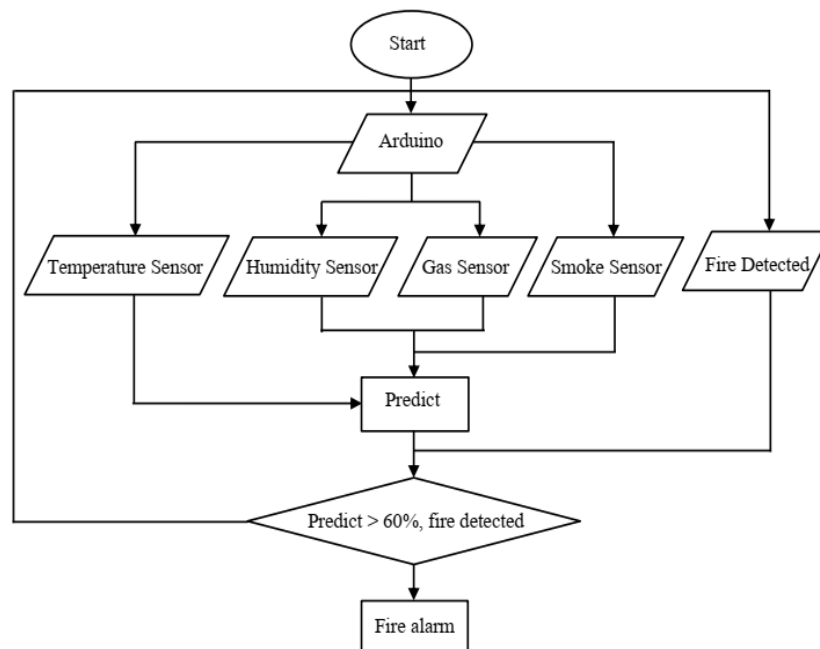 Start
Arduino
Temperature Sensor
Humidity Sensor
Gas Sensor
Smoke Sensor
Fire Detected
Predict
Predict > 60%, fire detected
Fire alarm